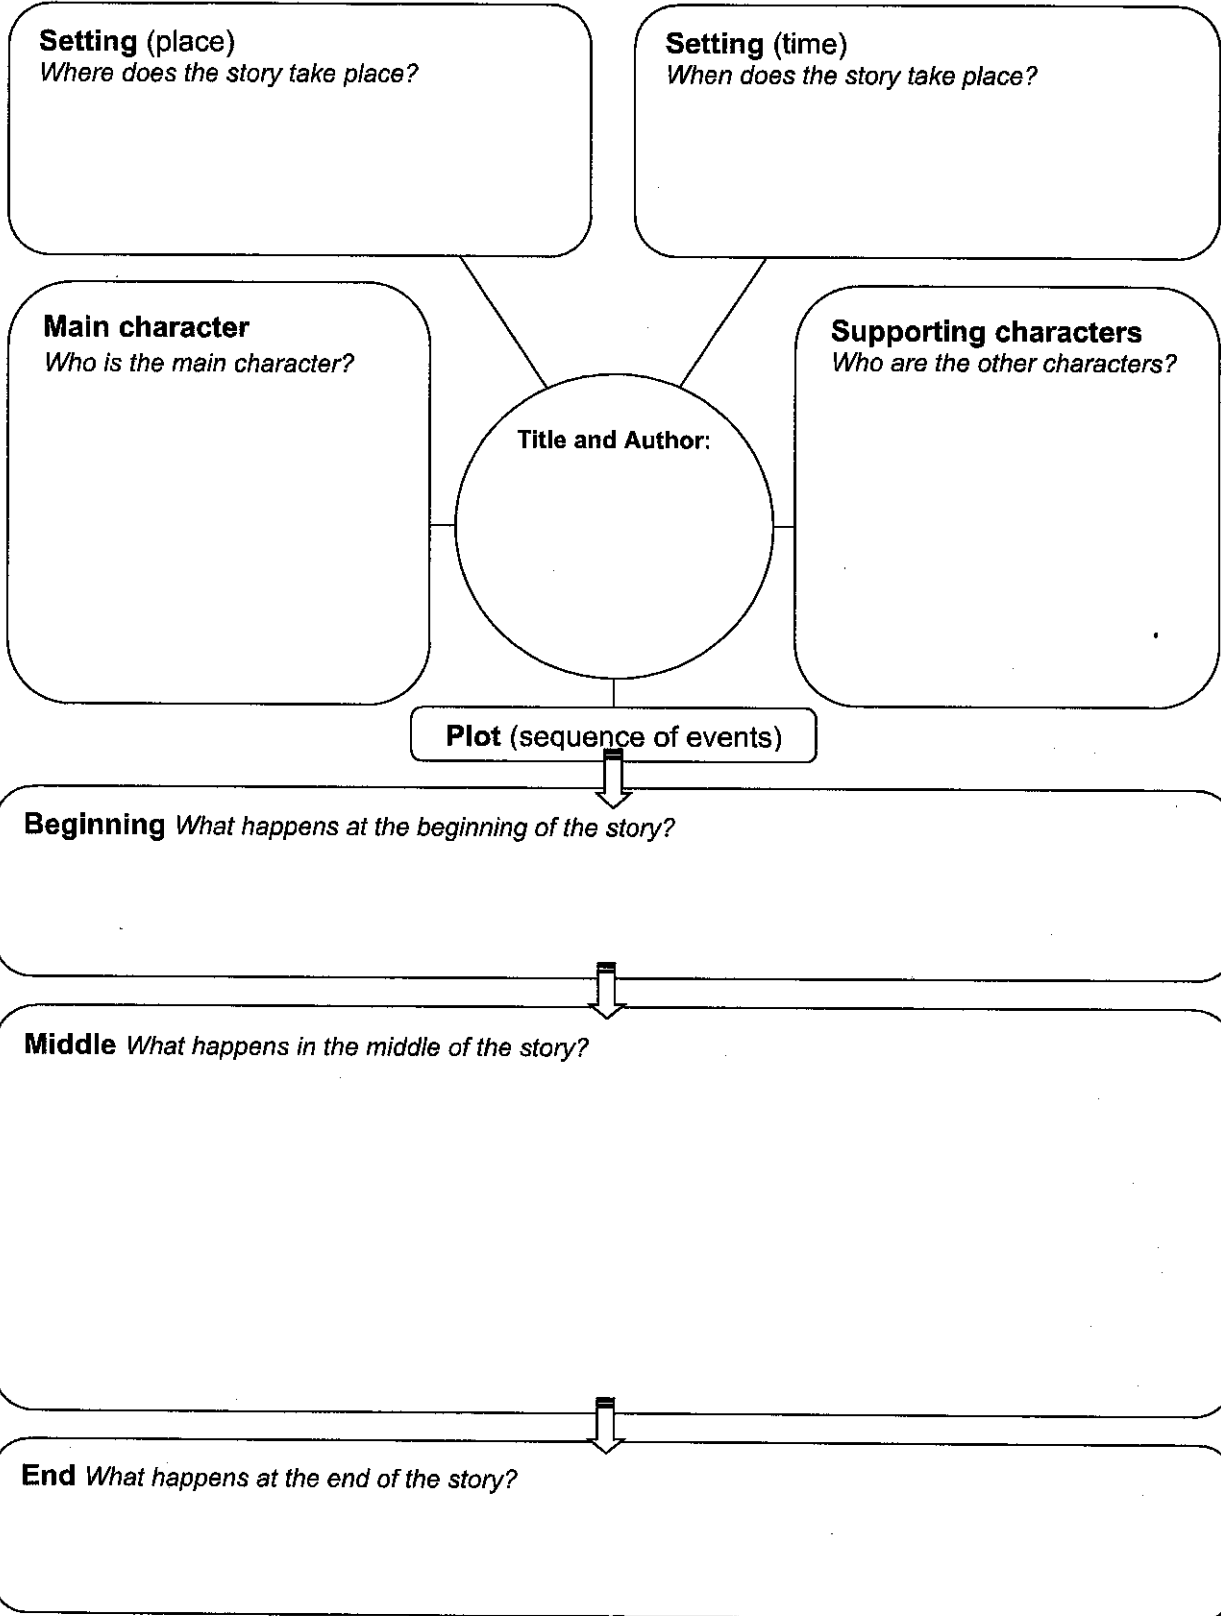 Setting (place)
Where does the story take place?
Setting (time)
When does the story take place?
Main character
Who is the main character?
Supporting characters
Who are the other characters?
Title and Author:
Plot (sequence of events)
Beginning What happens at the beginning of the story?
Middle What happens in the middle of the story?
End What happens at the end of the story?